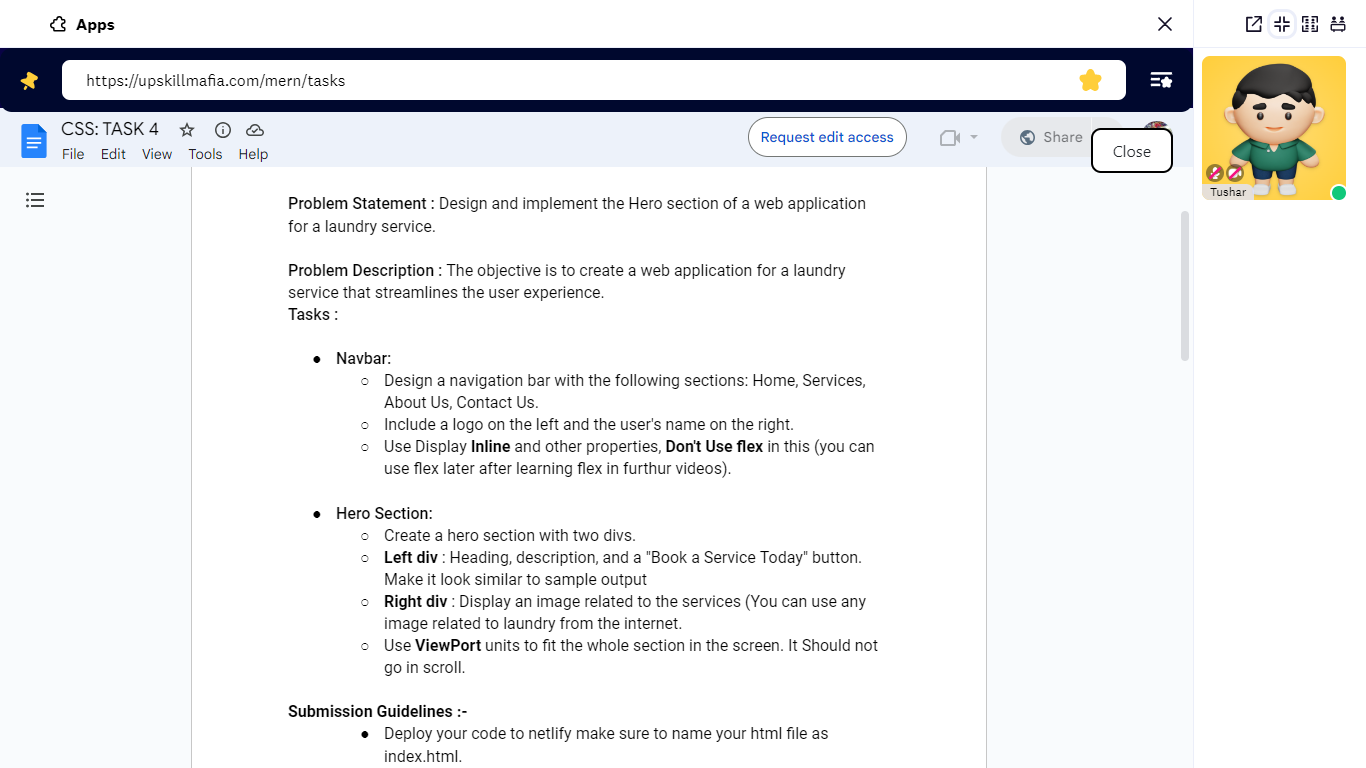 Apps
https://upskillmafia.com/mern/tasks
CSS: TASK 4
File Edit View Tools Help
Request edit access
Share
Close
Tushar
Problem Statement : Design and implement the Hero section of a web application
for a laundry service.
Problem Description : The objective is to create a web application for a laundry
service that streamlines the user experience.
Tasks :
● Navbar:
○ Design a navigation bar with the following sections: Home, Services,
About Us, Contact Us.
○ Include a logo on the left and the user's name on the right.
○ Use Display Inline and other properties, Don't Use flex in this (you can
use flex later after learning flex in furthur videos).
● Hero Section:
○ Create a hero section with two divs.
○ Left div : Heading, description, and a "Book a Service Today" button.
Make it look similar to sample output
○ Right div : Display an image related to the services (You can use any
image related to laundry from the internet.
○ Use ViewPort units to fit the whole section in the screen. It Should not
go in scroll.
Submission Guidelines :-
● Deploy your code to netlify make sure to name your html file as
index.html.